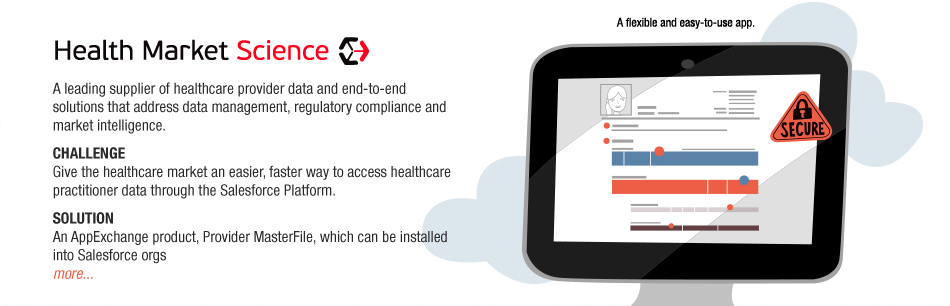 A flexible and easy-to-use app.
Health Market Science
A leading supplier of healthcare provider data and end-to-end
solutions that address data management, regulatory compliance and
market intelligence.
CHALLENGE
Give the healthcare market an easier, faster way to access healthcare
practitioner data through the Salesforce Platform.
SOLUTION
An AppExchange product, Provider MasterFile, which can be installed
into Salesforce orgs
more...
SECURE